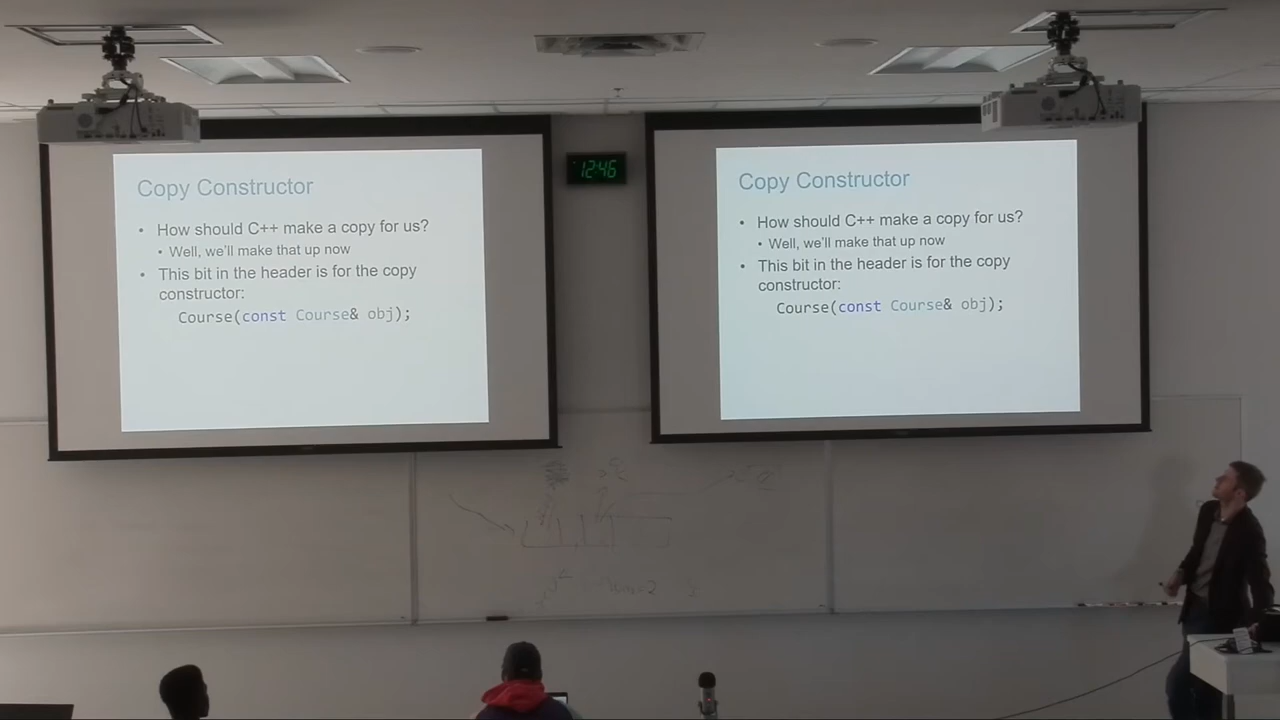 Copy Constructor
• How should C++ make a copy for us?
• Well, we'll make that up now
• This bit in the header is for the copy
constructor:
Course(const Course& obj);
12:46
Copy Constructor
• How should C++ make a copy for us?
• Well, we'll make that up now
• This bit in the header is for the copy
constructor:
Course(const Course& obj);